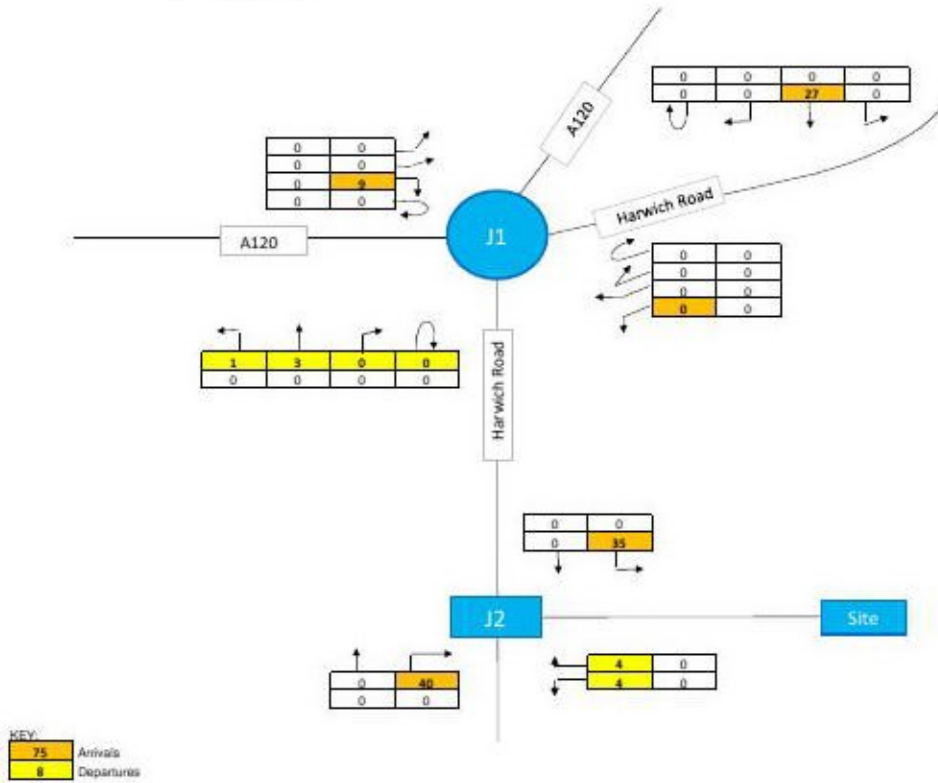 0 0 0 0
0 0 27 0
A120
0 0
0 0
0 9
0 0
J1
Harwich Road
A120
0 0
0 0
0 0
0 0
1 3 0 0
0 0 0 0
Harwich Road
0 0
0 35
J2
Site
0 40
0 0
4 0
4 0
KEY:
75 Arrivals
8 Departures